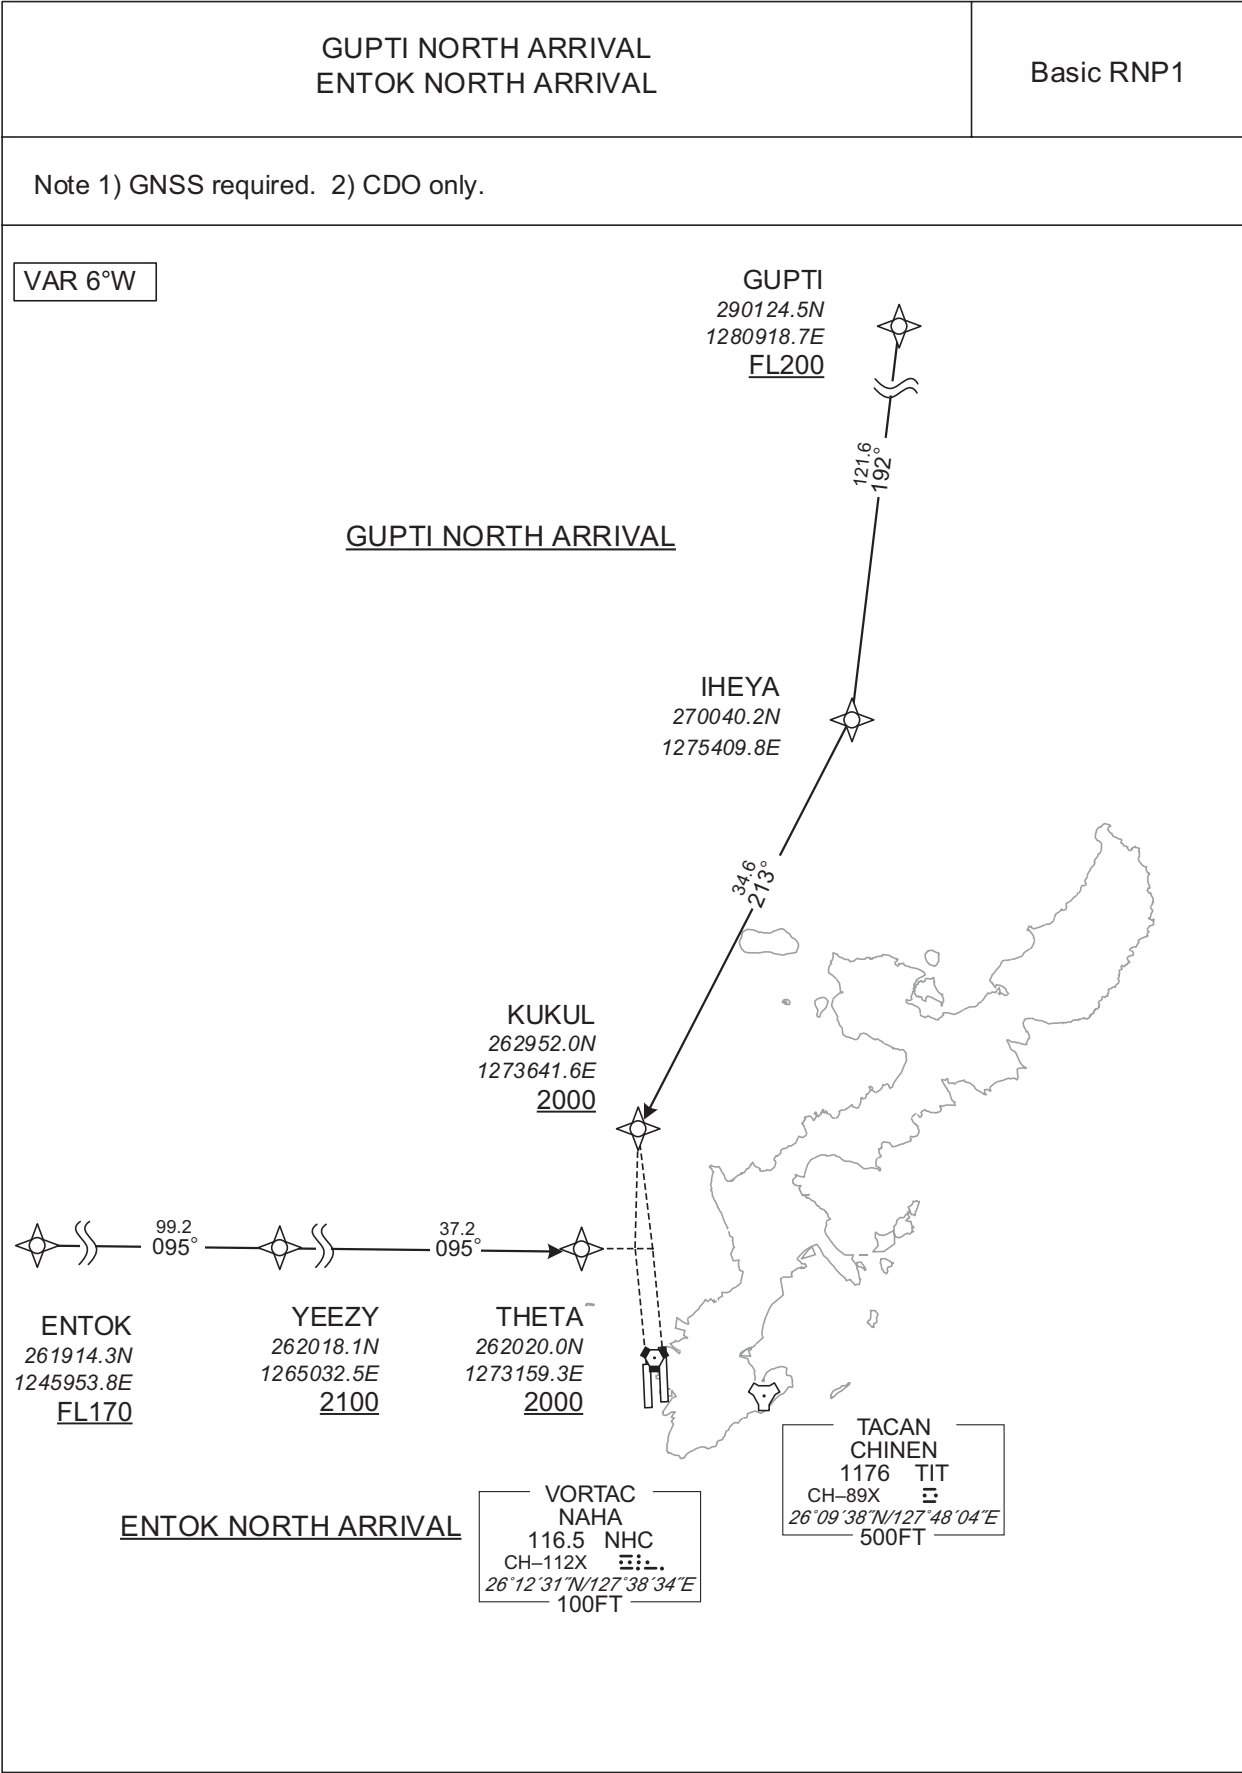 GUPTI NORTH ARRIVAL
ENTOK NORTH ARRIVAL
Basic RNP1
Note 1) GNSS required. 2) CDO only.
VAR 6°W
GUPTI
290124.5N
1280918.7E
FL200
121.6
192°
GUPTI NORTH ARRIVAL
IHEYA
270040.2N
1275409.8E
34.6
213°
KUKUL
262952.0N
1273641.6E
2000
99.2
095°
37.2
095°
ENTOK
261914.3N
1245953.8E
FL170
YEEZY
262018.1N
1265032.5E
2100
THETA
262020.0N
1273159.3E
2000
TACAN
CHINEN
1176 TIT
CH–89X
26°09´38˝N/127°48´04˝E
500FT
ENTOK NORTH ARRIVAL
VORTAC
NAHA
116.5 NHC
CH–112X
26°12´31˝N/127°38´34˝E
100FT